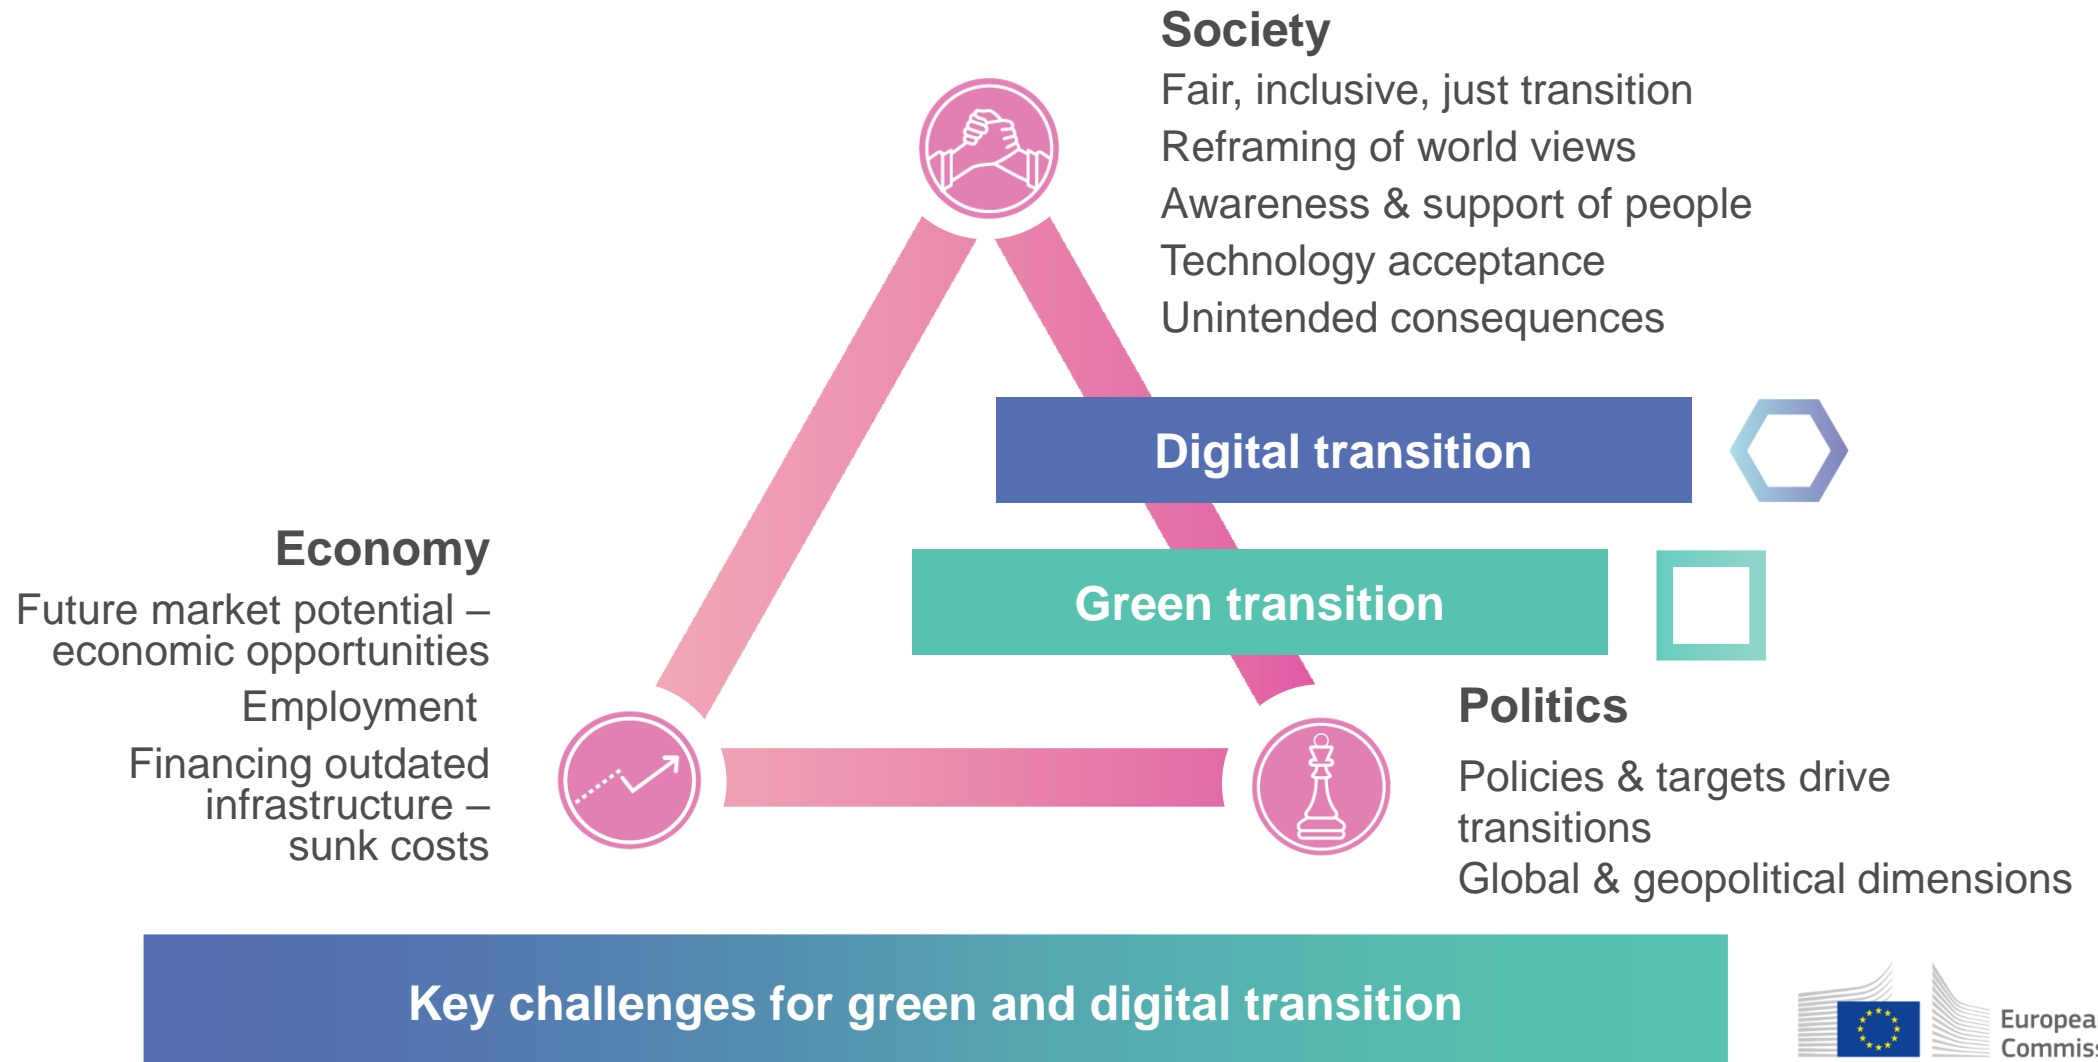 Society
Fair, inclusive, just transition
Reframing of world views
Awareness & support of people
Technology acceptance
Unintended consequences
Digital transition
Green transition
Economy
Future market potential –
economic opportunities
Employment
Financing outdated
infrastructure –
sunk costs
Politics
Policies & targets drive
transitions
Global & geopolitical dimensions
Key challenges for green and digital transition
Europea
Commiss